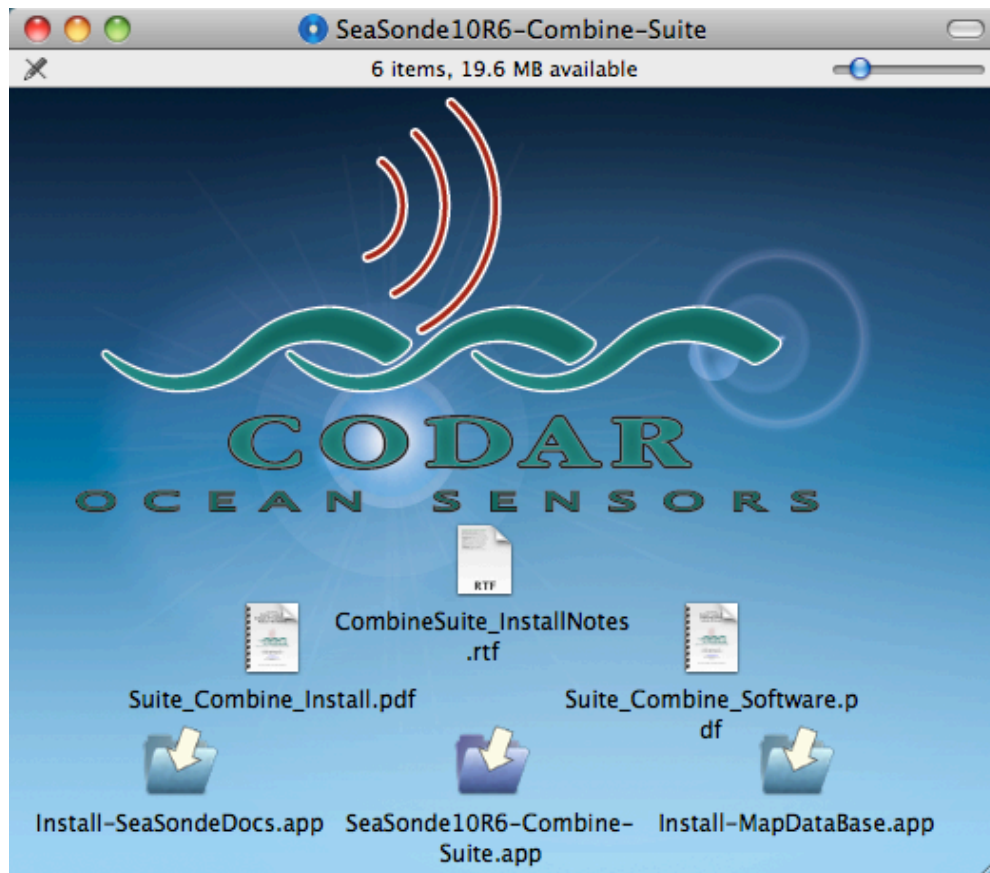 SeaSonde10R6-Combine-Suite
6 items, 19.6 MB available
CODAR
OCEAN SENSORS
RTF
CombineSuite_InstallNotes
.rtf
Suite_Combine_Install.pdf
Suite_Combine_Software.p
df
Install-SeaSondeDocs.app
SeaSonde10R6-Combine-
Suite.app
Install-MapDataBase.app